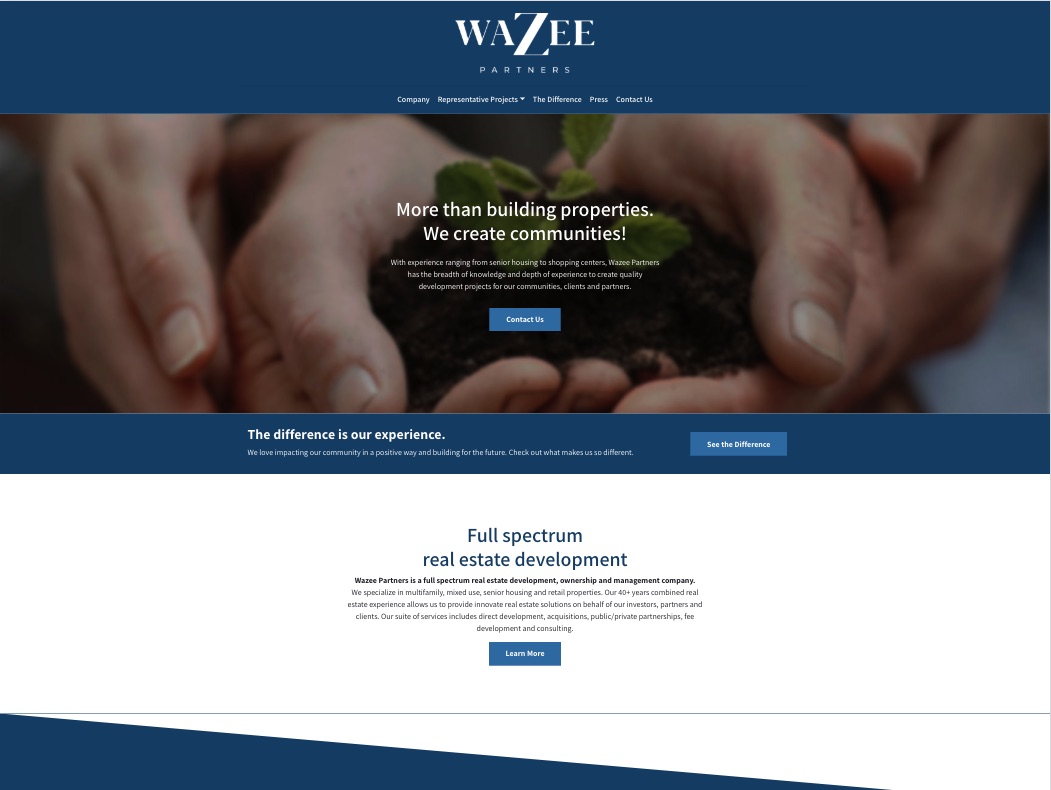 WAZEE
PARTNERS
Company Representative Projects The Difference Press Contact Us
More than building properties.
We create communities!
With experience ranging from senior housing to shopping centers, Wazee Partners
has the breadth of knowledge and depth of experience to create quality
development projects for our communities, clients and partners.
Contact Us
The difference is our experience.
We love impacting our community in a positive way and building for the future. Check out what makes us so different.
See the Difference
Full spectrum
real estate development
Wazee Partners is a full spectrum real estate development, ownership and management company.
We specialize in multifamily, mixed use, senior housing and retail properties. Our 40+ years combined real
estate experience allows us to provide innovate real estate solutions on behalf of our investors, partners and
clients. Our suite of services includes direct development, acquisitions, public/private partnerships, fee
development and consulting.
Learn More